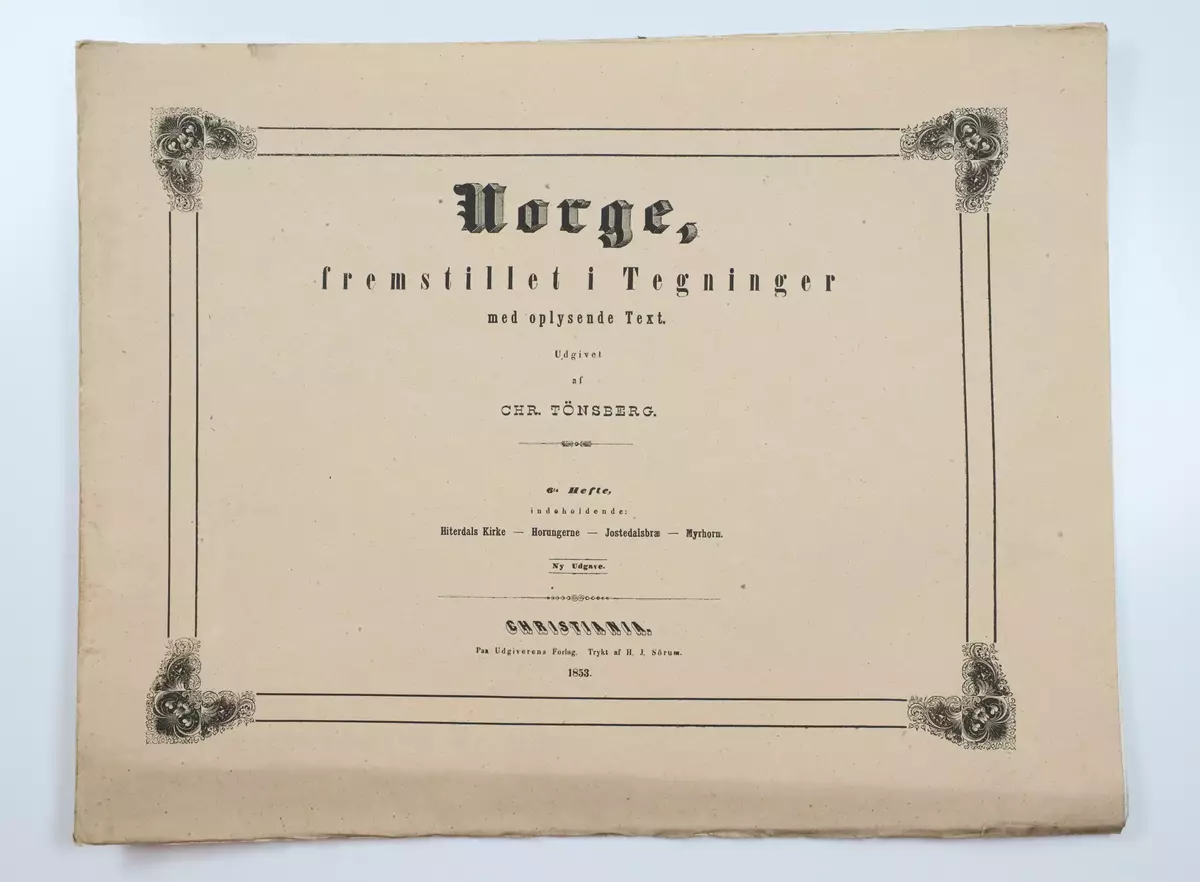 Norge,
fremstillet i Tegninger
med oplysende Text.
Udgivet
af
CHR. TÖNSBERG.
6te Hefte,
indeholdende:
Hiterdals Kirke — Horungerne — Jostedalsbræ — Myrhorn.
Ny Udgave.
CHRISTIANIA.
Paa Udgiverens Forlag. Trykt af H. J. Sörum.
1853.